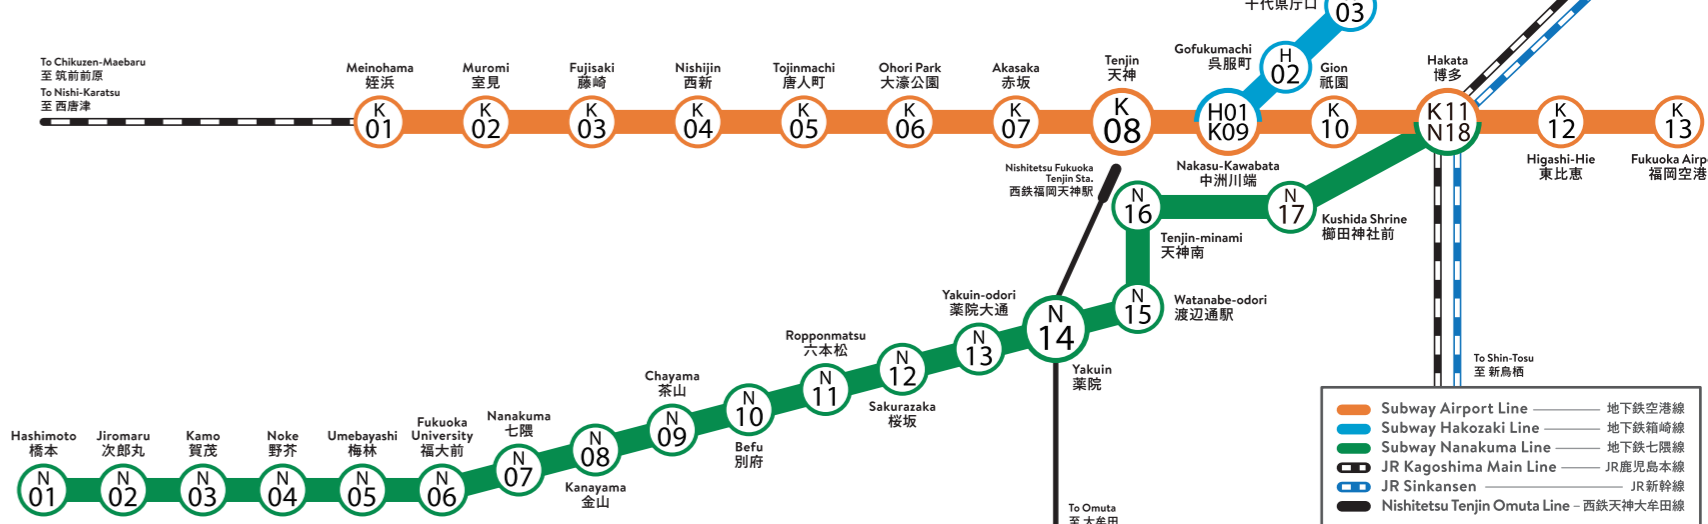 千代県庁口
H
03
To Chikuzen-Maebaru
至 筑前前原
To Nishi-Karatsu
至 西唐津
Meinohama
姪浜
K
01
Muromi
室見
K
02
Fujisaki
藤崎
K
03
Nishijin
西新
K
04
Tojinmachi
唐人町
K
05
Ohori Park
大濠公園
K
06
Akasaka
赤坂
K
07
Tenjin
天神
K
08
Gofukumachi
呉服町
H
02
H01
K09
Nakasu-Kawabata
中洲川端
Gion
祇園
K
10
Hakata
博多
K11
N18
K
12
Higashi-Hie
東比恵
K
13
Fukuoka Airp
福岡空港
Nishitetsu Fukuoka
Tenjin Sta.
西鉄福岡天神駅
N
16
Tenjin-minami
天神南
N
17
Kushida Shrine
櫛田神社前
N
15
Watanabe-odori
渡辺通駅
N
14
Yakuin
薬院
Yakuin-odori
薬院大通
N
13
N
12
Sakurazaka
桜坂
Ropponmatsu
六本松
N
11
N
10
Befu
別府
Chayama
茶山
N
09
N
08
Kanayama
金山
Nanakuma
七隈
N
07
Fukuoka
University
福大前
N
06
Umebayashi
梅林
N
05
Noke
野芥
N
04
Kamo
賀茂
N
03
Jiromaru
次郎丸
N
02
Hashimoto
橋本
N
01
To Omuta
至 大牟田
To Shin-Tosu
至 新鳥栖
Subway Airport Line 地下鉄空港線
Subway Hakozaki Line 地下鉄箱崎線
Subway Nanakuma Line 地下鉄七隈線
JR Kagoshima Main Line JR鹿児島本線
JR Sinkansen JR新幹線
Nishitetsu Tenjin Omuta Line – 西鉄天神大牟田線